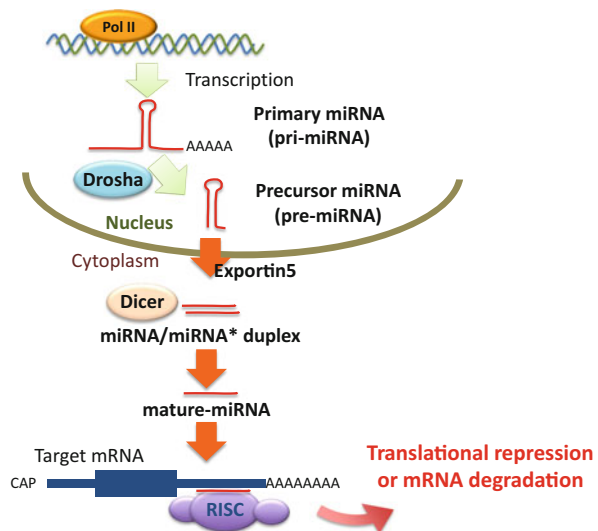 Pol II
Transcription
Primary miRNA
(pri-miRNA)
AAAAA
Drosha
Precursor miRNA
(pre-miRNA)
Nucleus
Cytoplasm
Exportin5
Dicer
miRNA/miRNA* duplex
mature-miRNA
Target mRNA
Translational repression
or mRNA degradation
CAP
AAAAAAAA
RISC